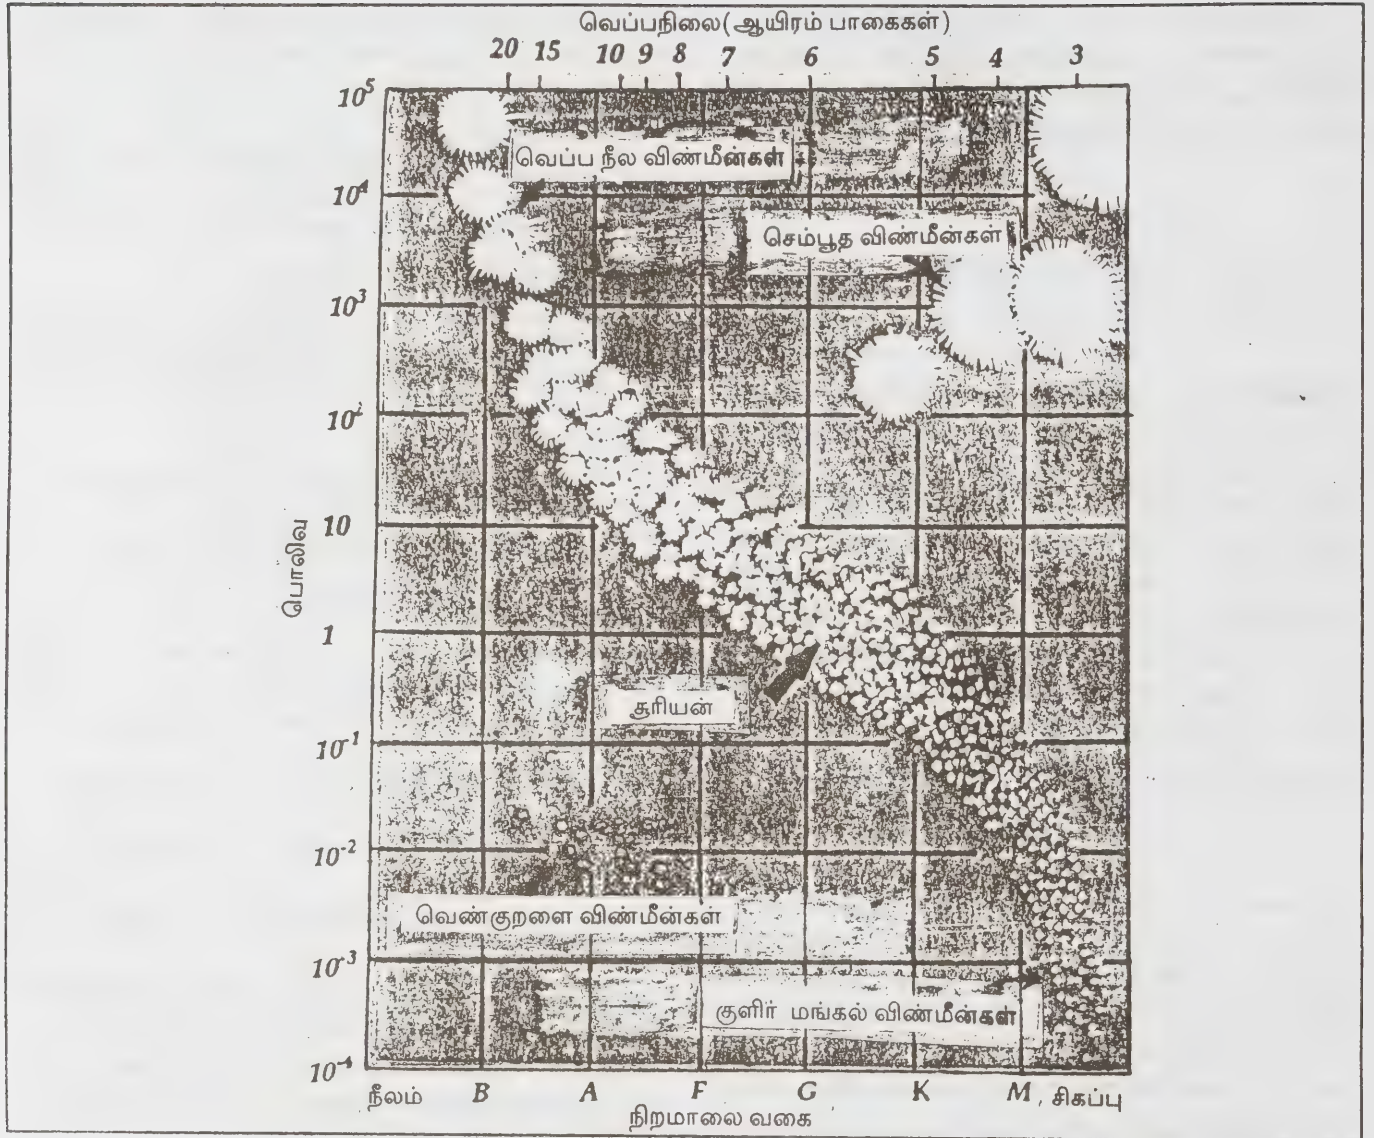 வெப்பநிலை(ஆயிரம் பாகைகள்)
20 15 10 9 8 7 6 5 4 3
10⁵
வெப்ப நீல விண்மீன்கள்
10⁴
செம்பூத விண்மீன்கள்
10³
10²
10
பொலிவு
1
சூரியன்
10⁻¹
10⁻²
வெண்குறளை விண்மீன்கள்
10⁻³
குளிர் மங்கல் விண்மீன்கள்
10⁻⁴
நீலம் B A F G K M , சிகப்பு
நிறமாலை வகை